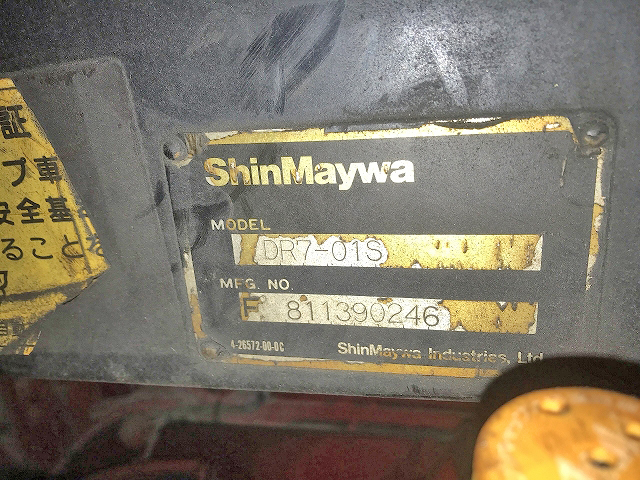 証
プ車
安全基
ることな
ShinMaywa
MODEL
DR7-01S
MFG. NO.
F 811390246
4-26572-00-0C
ShinMaywa Industries, Ltd